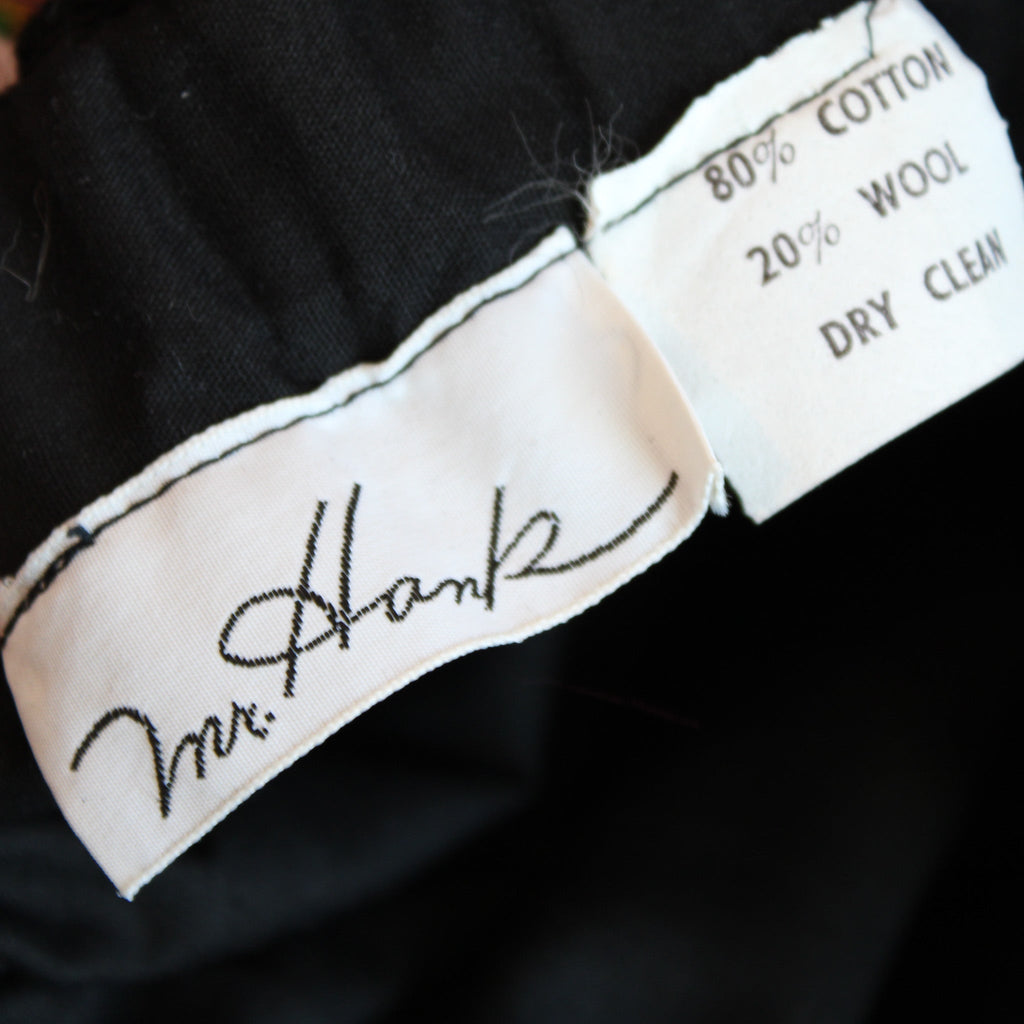 Mr. Hank
80% COTTON
20% WOOL
DRY CLEAN